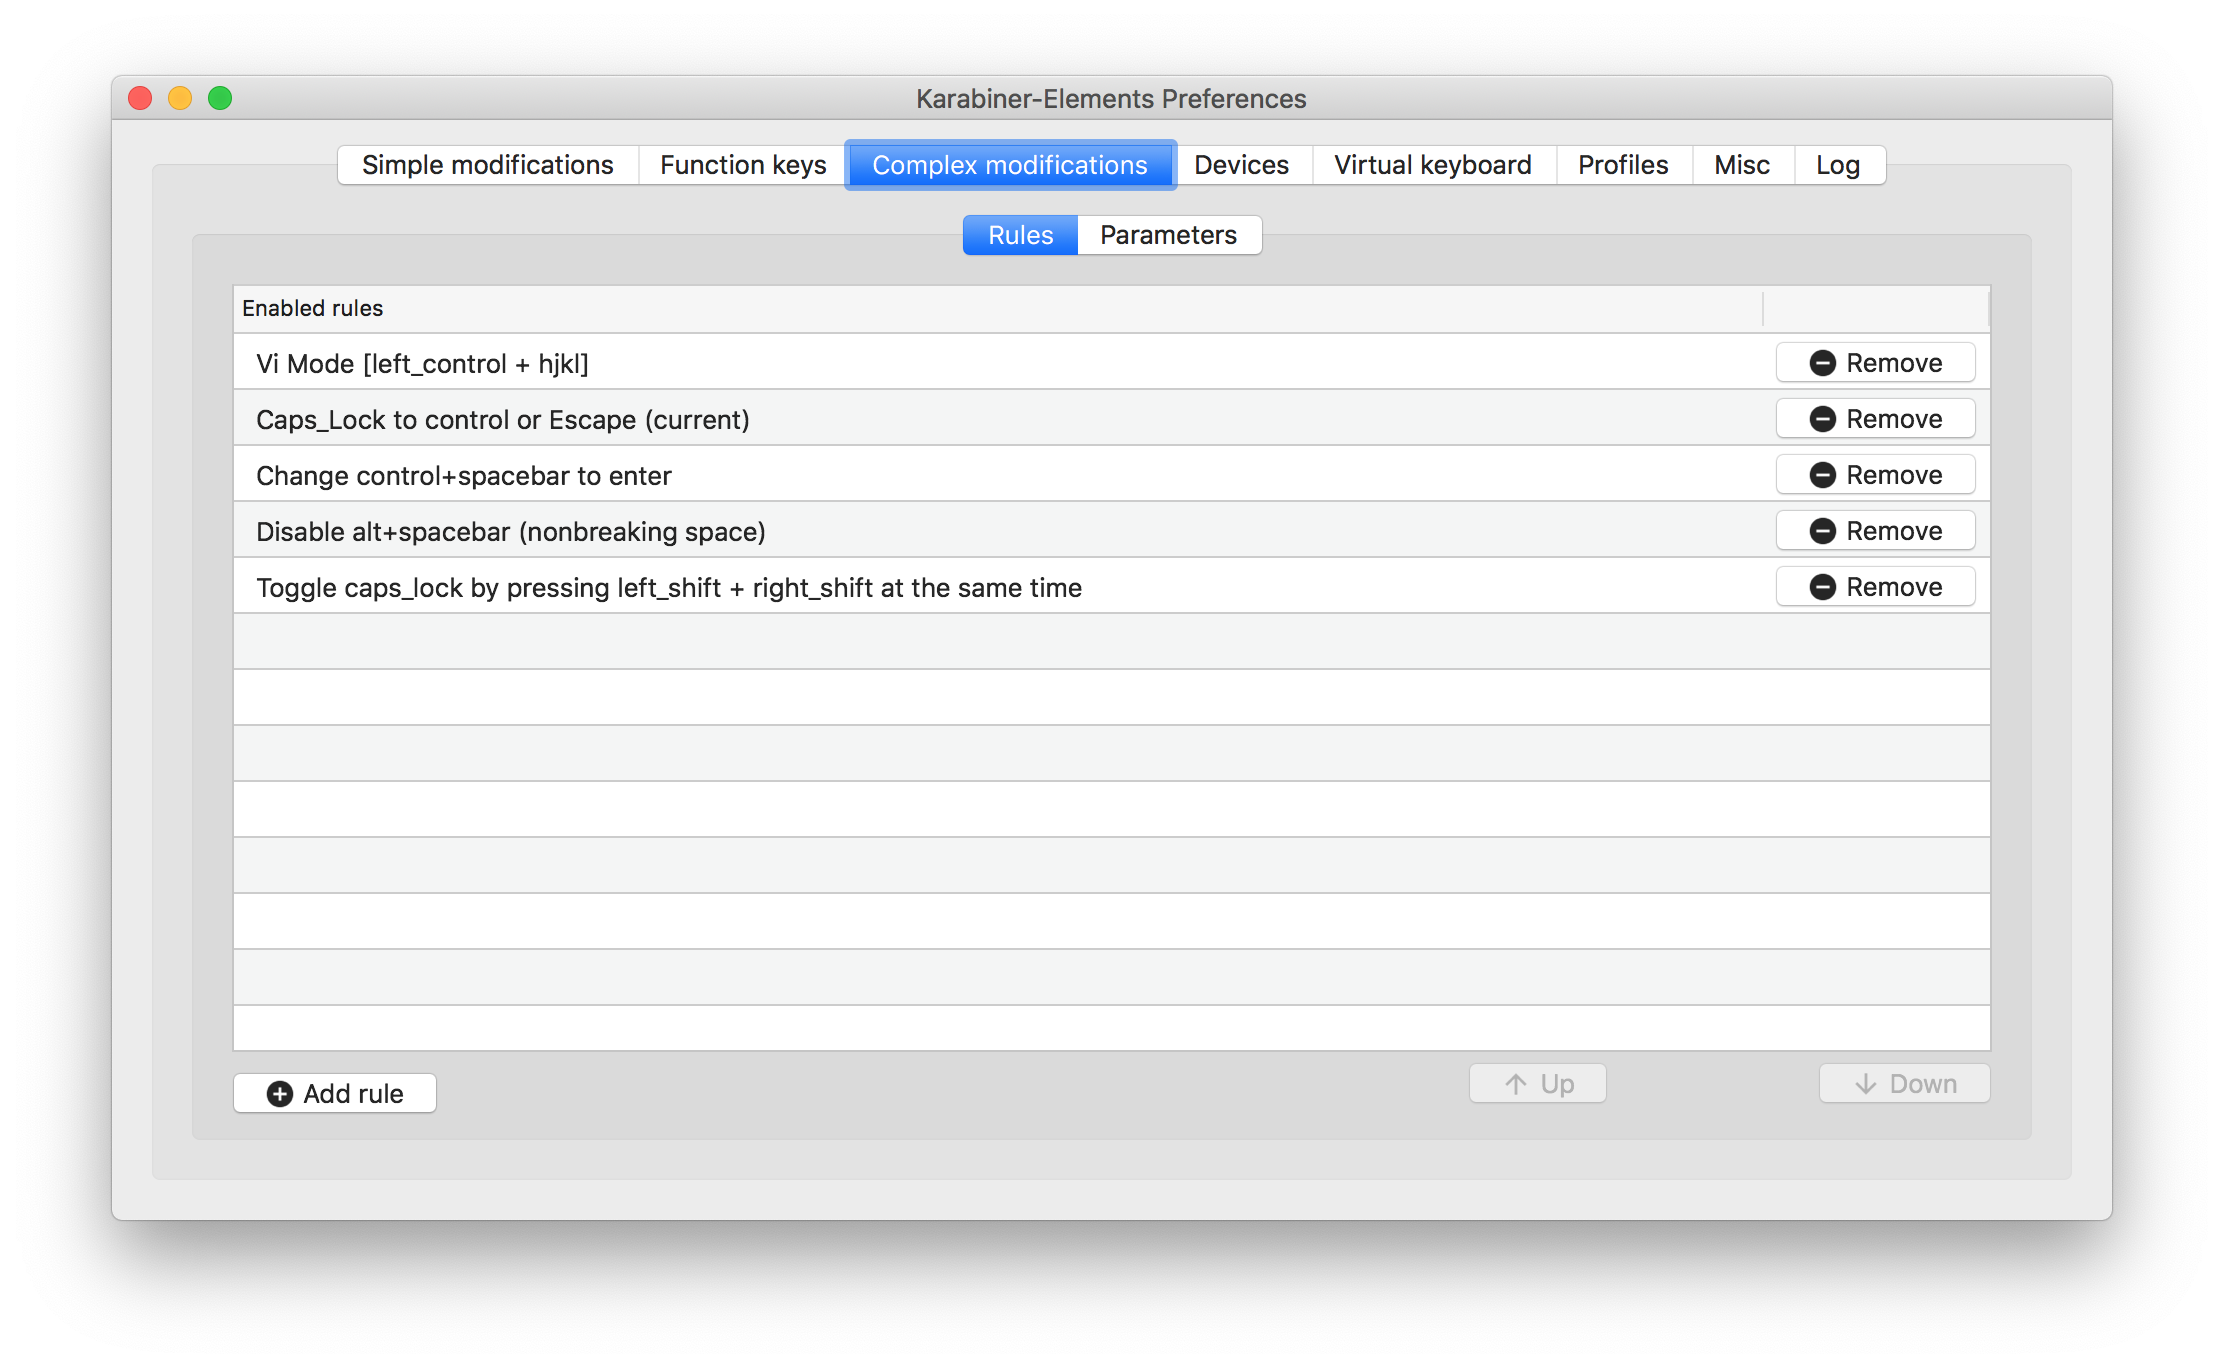 Karabiner-Elements Preferences
Simple modifications Function keys Complex modifications Devices Virtual keyboard Profiles Misc Log
Rules Parameters
Enabled rules
Vi Mode [left_control + hjkl] Remove
Caps_Lock to control or Escape (current) Remove
Change control+spacebar to enter Remove
Disable alt+spacebar (nonbreaking space) Remove
Toggle caps_lock by pressing left_shift + right_shift at the same time Remove
Add rule Up Down